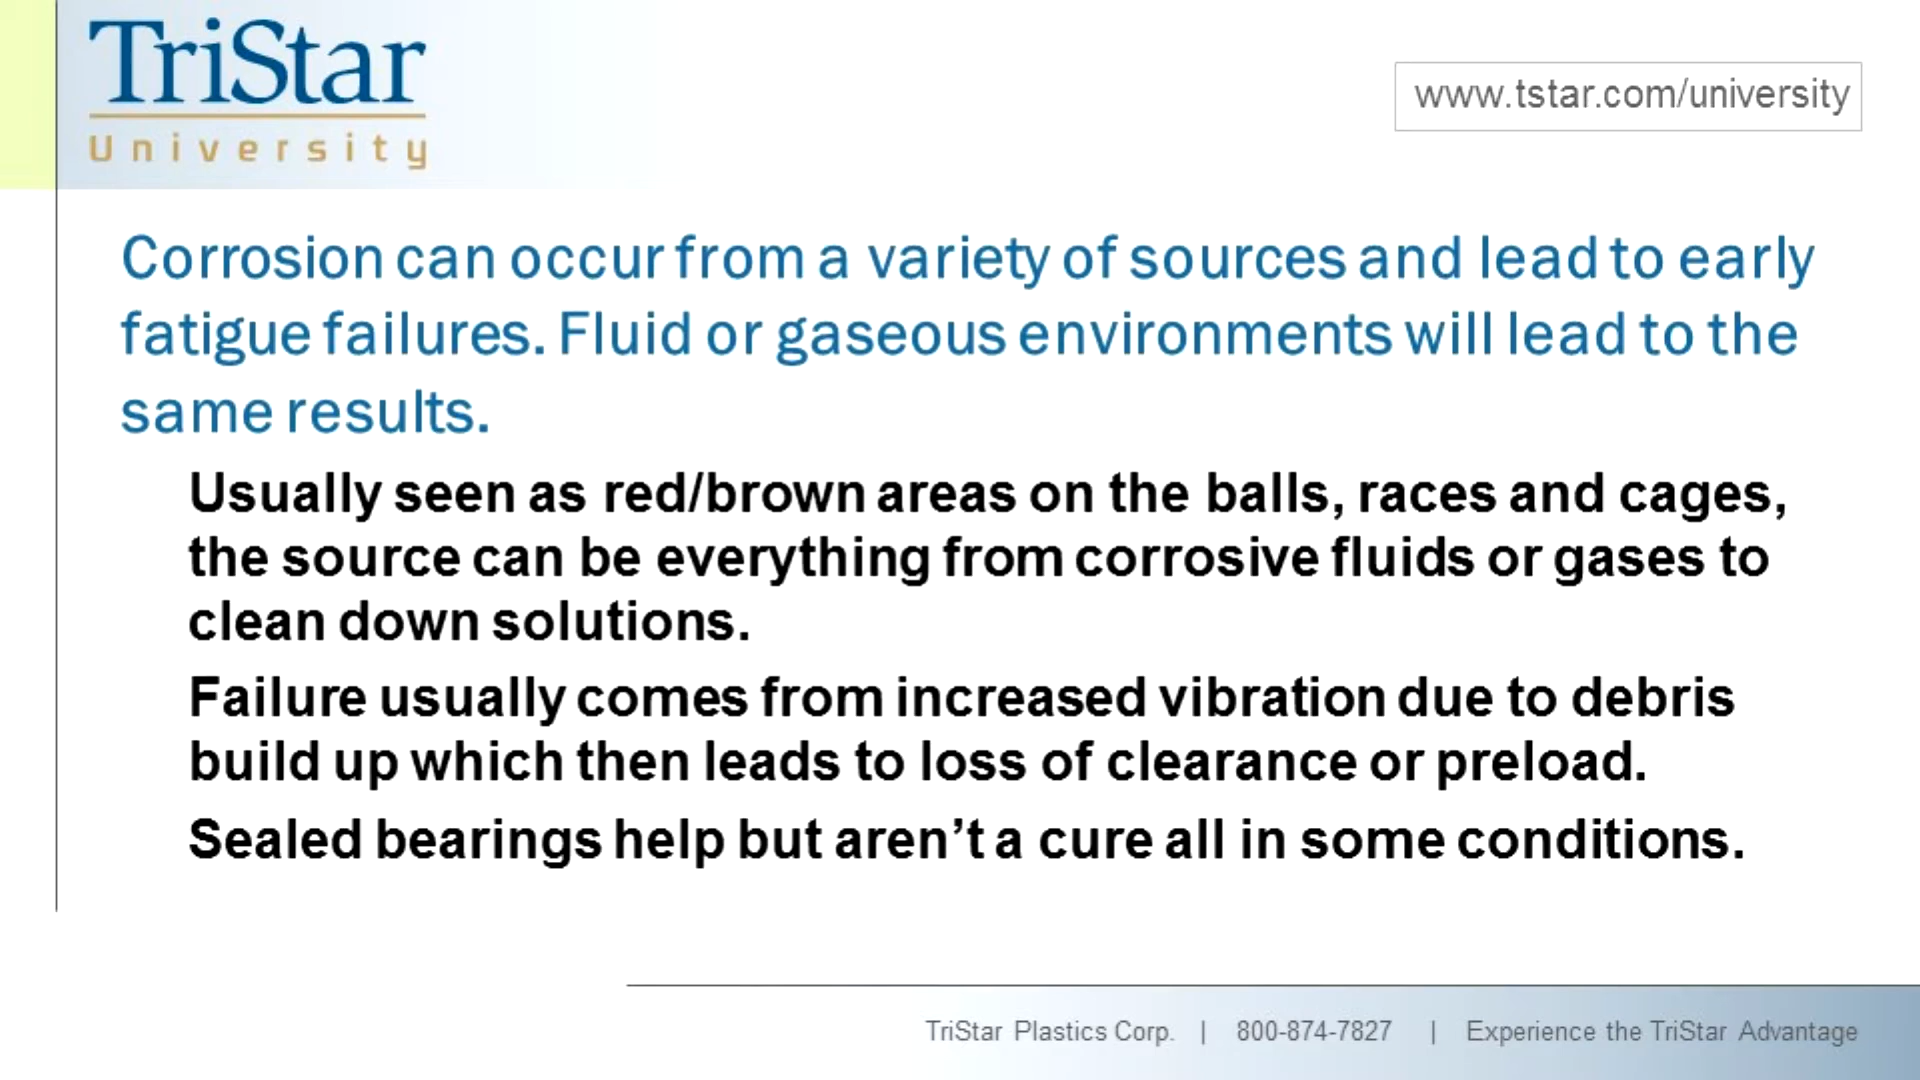 TriStar
University
www.tstar.com/university
Corrosion can occur from a variety of sources and lead to early
fatigue failures. Fluid or gaseous environments will lead to the
same results.
Usually seen as red/brown areas on the balls, races and cages,
the source can be everything from corrosive fluids or gases to
clean down solutions.
Failure usually comes from increased vibration due to debris
build up which then leads to loss of clearance or preload.
Sealed bearings help but aren’t a cure all in some conditions.
TriStar Plastics Corp. | 800-874-7827 | Experience the TriStar Advantage